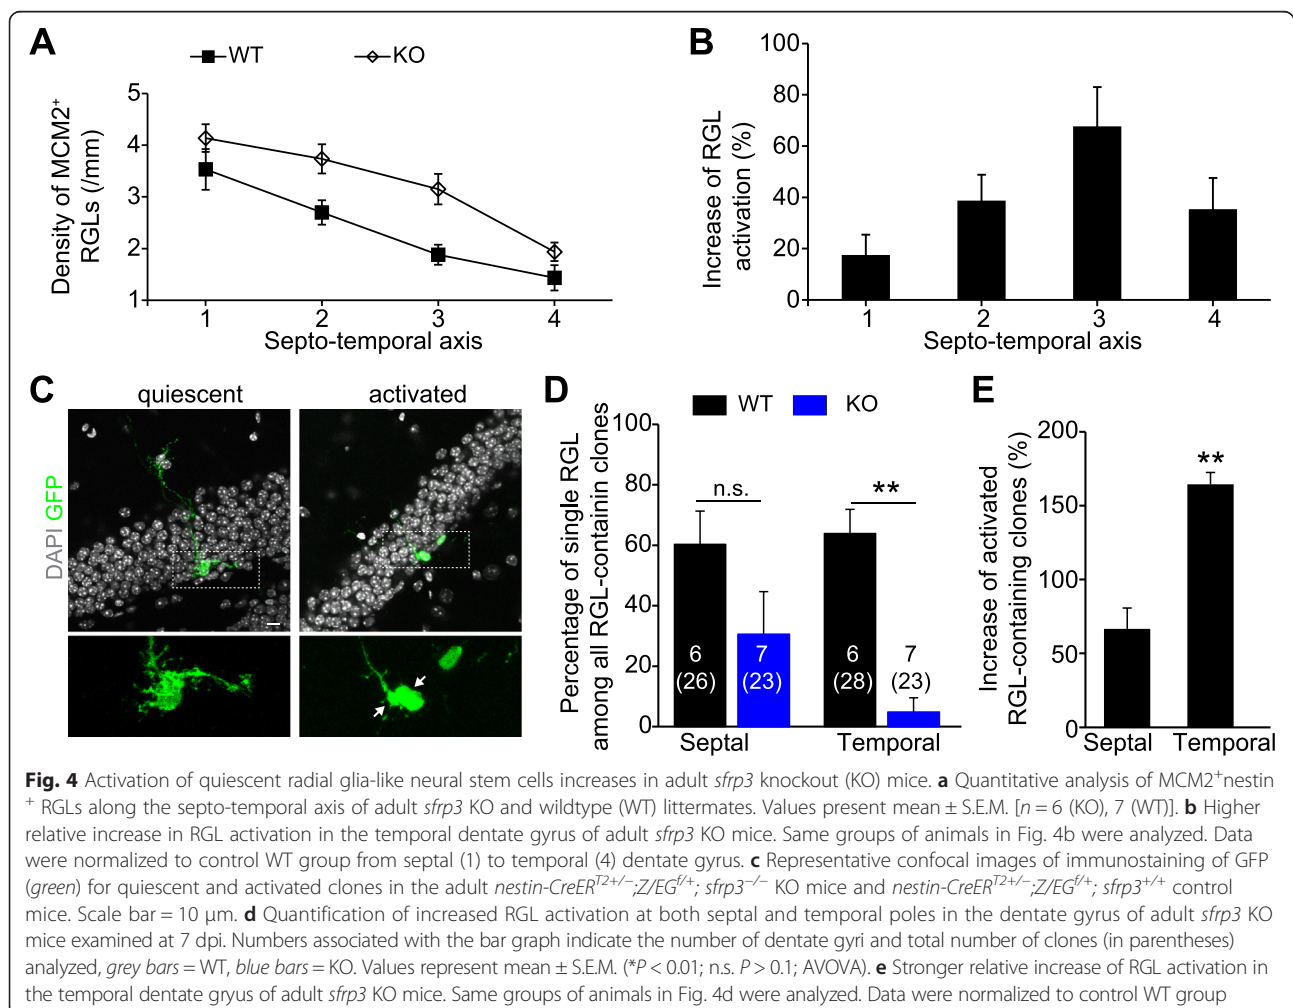 A
WT KO
Density of MCM2⁺
RGLs (/mm)
5
4
3
2
1
1 2 3 4
Septo-temporal axis
B
Increase of RGL
activation (%)
100
80
60
40
20
0
1 2 3 4
Septo-temporal axis
C
quiescent activated
DAPI GFP
D
WT KO
Percentage of single RGL
among all RGL-containin clones
100
80
60
40
20
0
n.s.
**
6 7 6 7
(26) (23) (28) (23)
Septal Temporal
E
Increase of activated
RGL-containing clones (%)
200
150
100
50
0
**
Septal Temporal
Fig. 4 Activation of quiescent radial glia-like neural stem cells increases in adult sfrp3 knockout (KO) mice. a Quantitative analysis of MCM2⁺nestin
⁺ RGLs along the septo-temporal axis of adult sfrp3 KO and wildtype (WT) littermates. Values present mean ± S.E.M. [n = 6 (KO), 7 (WT)]. b Higher
relative increase in RGL activation in the temporal dentate gyrus of adult sfrp3 KO mice. Same groups of animals in Fig. 4b were analyzed. Data
were normalized to control WT group from septal (1) to temporal (4) dentate gyrus. c Representative confocal images of immunostaining of GFP
(green) for quiescent and activated clones in the adult nestin-CreERᵀ²⁺/⁻;Z/EGᶠ/⁺; sfrp3⁻/⁻ KO mice and nestin-CreERᵀ²⁺/⁻;Z/EGᶠ/⁺; sfrp3⁺/⁺ control
mice. Scale bar = 10 μm. d Quantification of increased RGL activation at both septal and temporal poles in the dentate gyrus of adult sfrp3 KO
mice examined at 7 dpi. Numbers associated with the bar graph indicate the number of dentate gyri and total number of clones (in parentheses)
analyzed, grey bars = WT, blue bars = KO. Values represent mean ± S.E.M. (*P < 0.01; n.s. P > 0.1; AVOVA). e Stronger relative increase of RGL activation in
the temporal dentate gryus of adult sfrp3 KO mice. Same groups of animals in Fig. 4d were analyzed. Data were normalized to control WT group